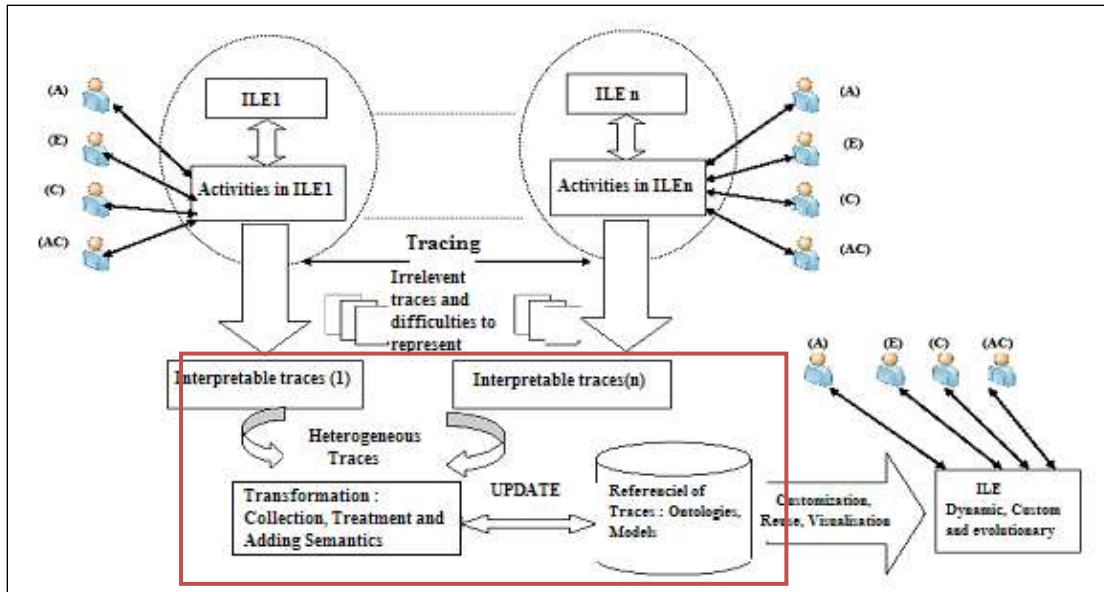 (A)
(E)
(C)
(AC)
ILE1
Activities in ILE1
ILE n
Activities in ILEn
(A)
(E)
(C)
(AC)
Tracing
Irrelevent
traces and
difficulties to
represent
Interpretable traces (1)
Interpretable traces(n)
Heterogeneous
Traces
Transformation :
Collection, Treatment and
Adding Semantics
UPDATE
Referenciel of
Traces : Ontologies,
Models
Customization,
Reuse, Visualisation
(A)
(E)
(C)
(AC)
ILE
Dynamic, Custom
and evolutionary